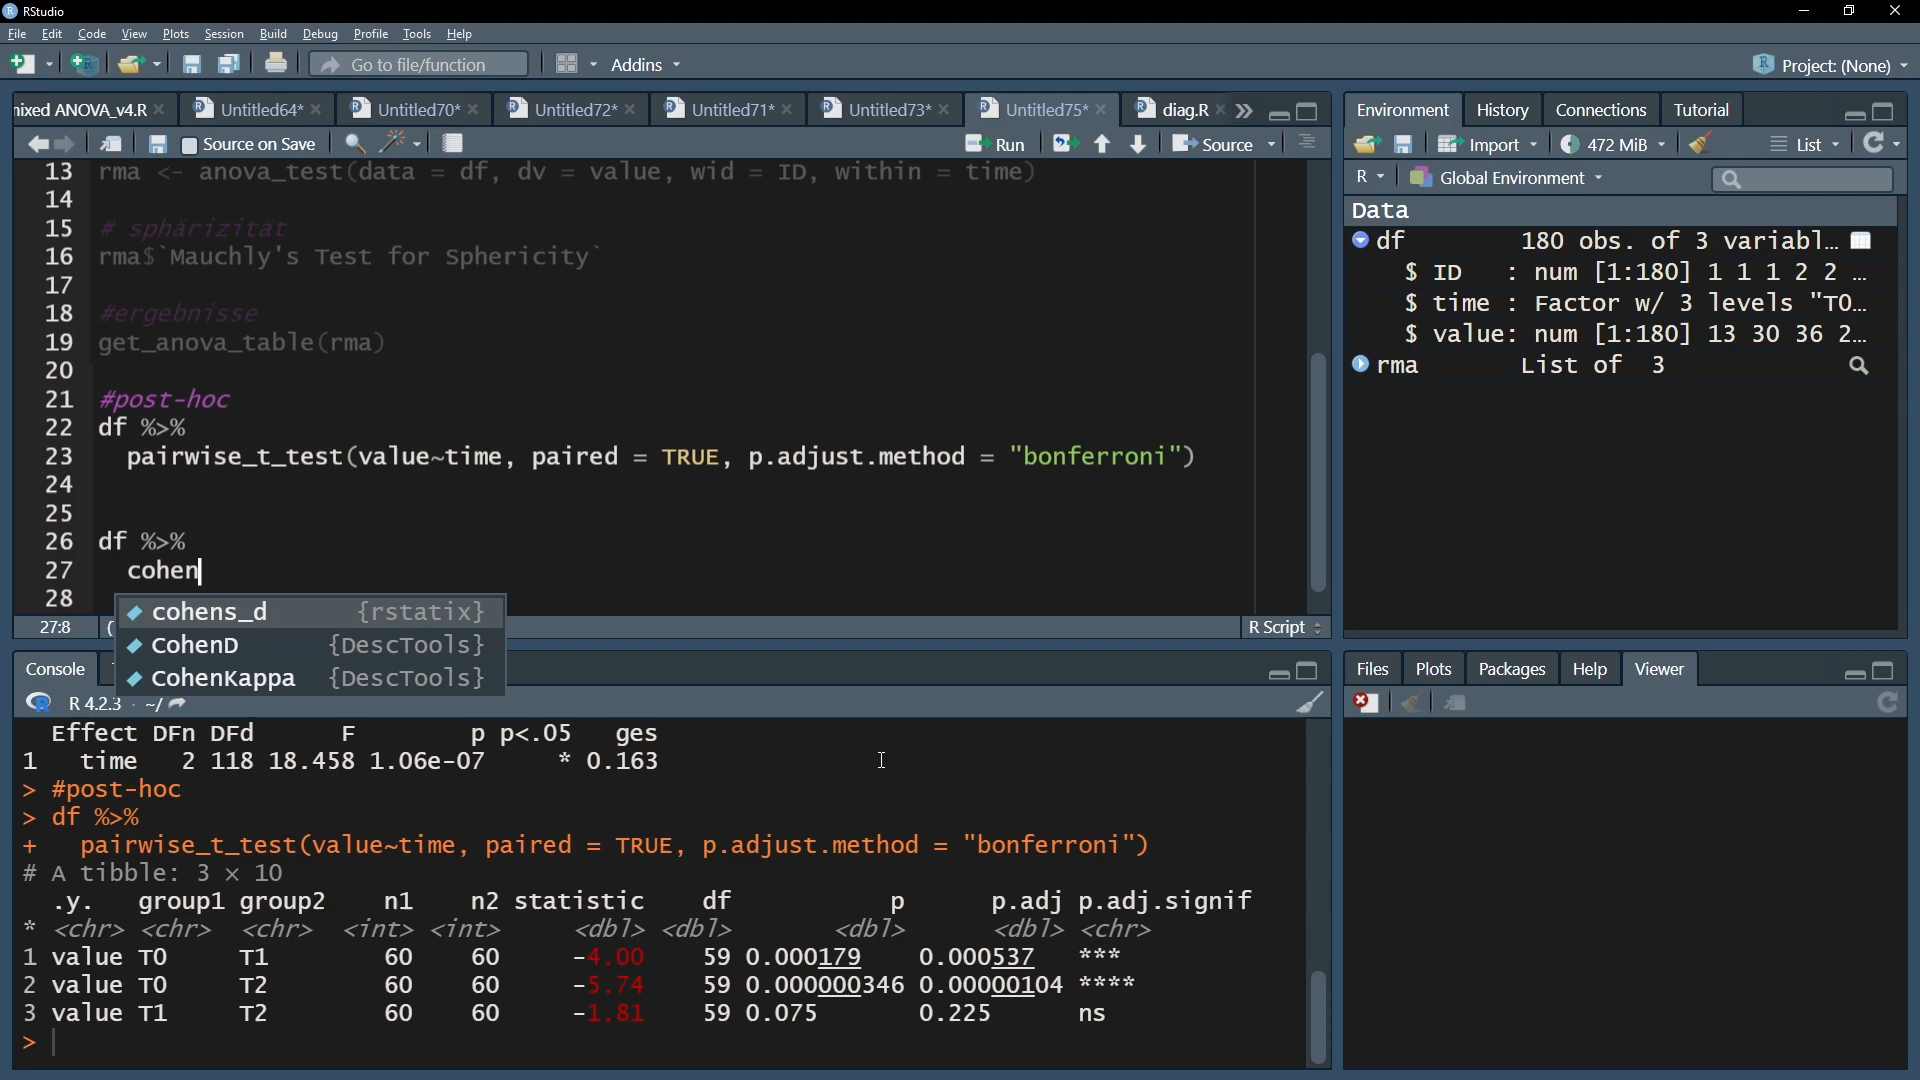 RStudio
File Edit Code View Plots Session Build Debug Profile Tools Help
Go to file/function Addins Project: (None)
nixed ANOVA_v4.R Untitled64* Untitled70* Untitled72* Untitled71* Untitled73* Untitled75* diag.R
Source on Save Run Source
13 rma <- anova_test(data = df, dv = value, wid = ID, within = time)
14
15 # sphärizität
16 rma$`Mauchly's Test for Sphericity`
17
18 #ergebnisse
19 get_anova_table(rma)
20
21 #post-hoc
22 df %>%
23 pairwise_t_test(value~time, paired = TRUE, p.adjust.method = "bonferroni")
24
25
26 df %>%
27 cohen
28
cohens_d {rstatix}
CohenD {DescTools}
CohenKappa {DescTools}
27:8 ( R Script
Console
R 4.2.3 · ~/
Effect DFn DFd F p p<.05 ges
1 time 2 118 18.458 1.06e-07 * 0.163
> #post-hoc
> df %>%
+ pairwise_t_test(value~time, paired = TRUE, p.adjust.method = "bonferroni")
# A tibble: 3 × 10
.y. group1 group2 n1 n2 statistic df p p.adj p.adj.signif
* <chr> <chr> <chr> <int> <int> <dbl> <dbl> <dbl> <dbl> <chr>
1 value T0 T1 60 60 -4.00 59 0.000179 0.000537 ***
2 value T0 T2 60 60 -5.74 59 0.000000346 0.00000104 ****
3 value T1 T2 60 60 -1.81 59 0.075 0.225 ns
>
Environment History Connections Tutorial
Import 472 MiB List
R Global Environment
Data
df 180 obs. of 3 variabl…
$ ID : num [1:180] 1 1 1 2 2 …
$ time : Factor w/ 3 levels "T0…
$ value: num [1:180] 13 30 36 2…
rma List of 3
Files Plots Packages Help Viewer